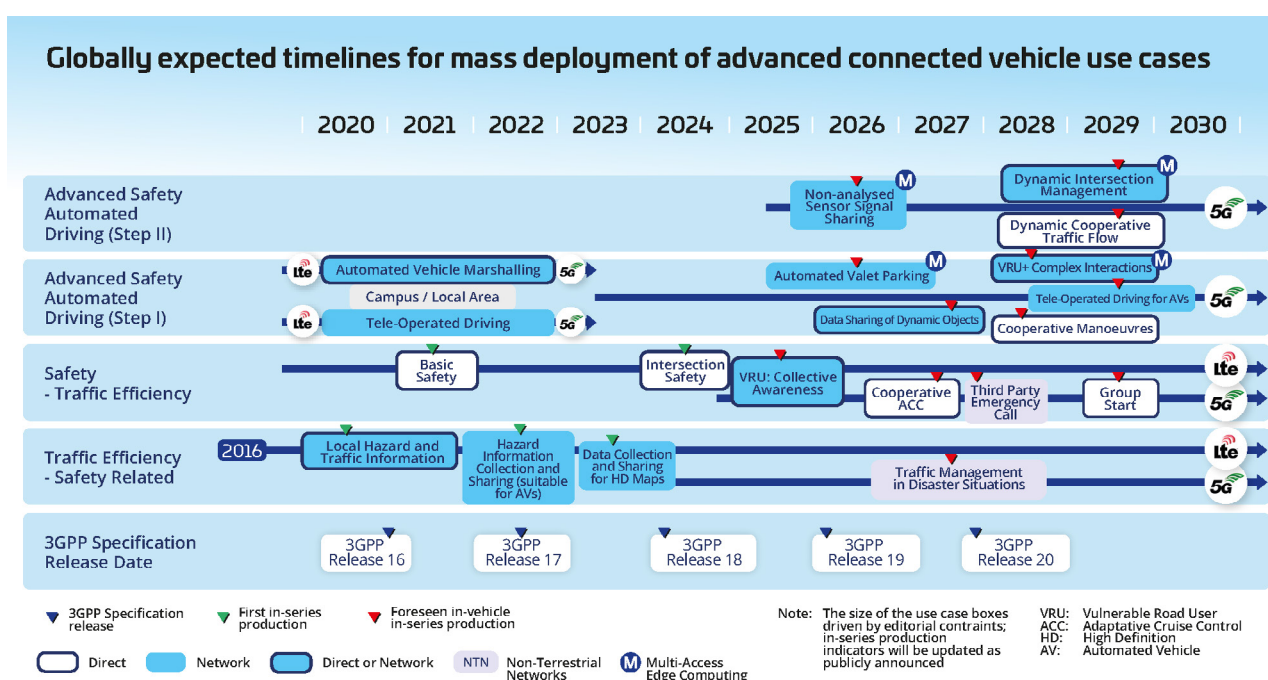 Globally expected timelines for mass deployment of advanced connected vehicle use cases
2020 2021 2022 2023 2024 2025 2026 2027 2028 2029 2030
Advanced Safety
Automated
Driving (Step II)
Non-analysed
Sensor Signal
Sharing
M
Dynamic Intersection
Management
M
Dynamic Cooperative
Traffic Flow
5G
Advanced Safety
Automated
Driving (Step I)
Lte
Automated Vehicle Marshalling
5G
Campus / Local Area
Lte
Tele-Operated Driving
5G
Automated Valet Parking
M
Data Sharing of Dynamic Objects
VRU+ Complex Interactions
M
Tele-Operated Driving for AVs
Cooperative Manoeuvres
5G
Safety
- Traffic Efficiency
Basic
Safety
Intersection
Safety
VRU: Collective
Awareness
Cooperative
ACC
Third Party
Emergency
Call
Group
Start
Lte
5G
Traffic Efficiency
- Safety Related
2016
Local Hazard and
Traffic Information
Hazard
Information
Collection and
Sharing (suitable
for AVs)
Data Collection
and Sharing
for HD Maps
Traffic Management
in Disaster Situations
Lte
5G
3GPP Specification
Release Date
3GPP
Release 16
3GPP
Release 17
3GPP
Release 18
3GPP
Release 19
3GPP
Release 20
3GPP Specification
release
First in-series
production
Foreseen in-vehicle
in-series production
Direct
Network
Direct or Network
NTN
Non-Terrestrial
Networks
M
Multi-Access
Edge Computing
Note: The size of the use case boxes
driven by editorial contraints;
in-series production
indicators will be updated as
publicly announced
VRU: Vulnerable Road User
ACC: Adaptative Cruise Control
HD: High Definition
AV: Automated Vehicle